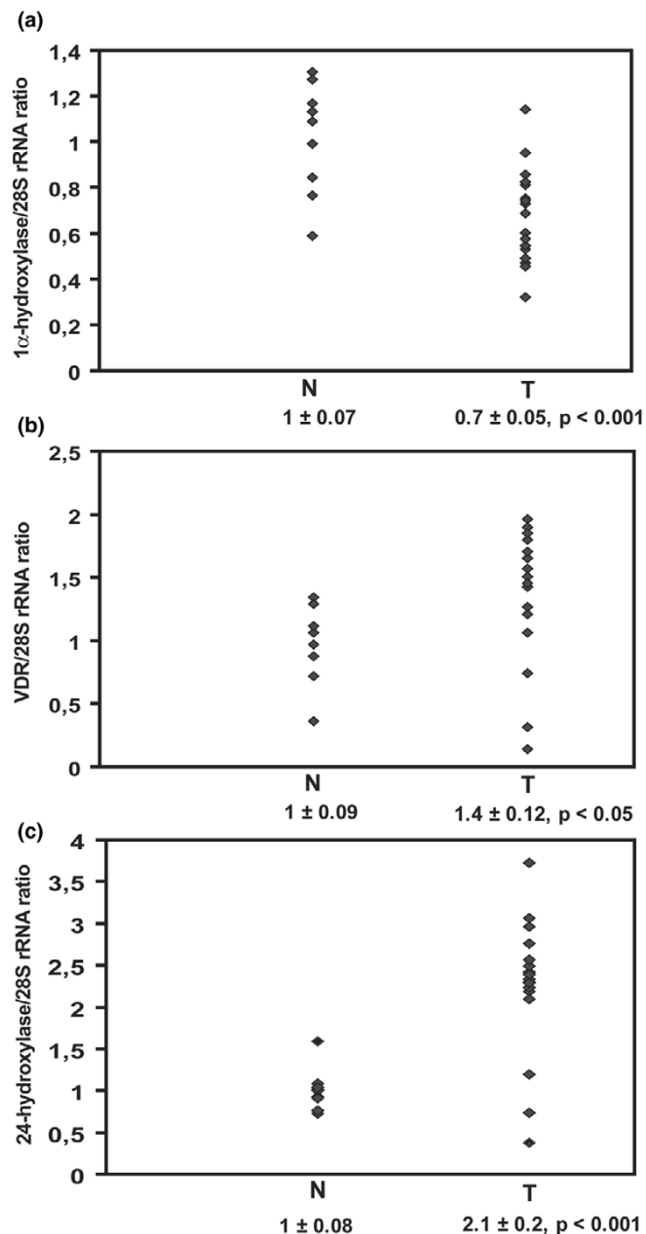 (a)
1,4
1,2
1
0,8
0,6
0,4
0,2
0
1α-hydroxylase/28S rRNA ratio
N
T
1 ± 0.07
0.7 ± 0.05, p < 0.001
(b)
2,5
2
1,5
1
0,5
0
VDR/28S rRNA ratio
N
T
1 ± 0.09
1.4 ± 0.12, p < 0.05
(c)
4
3,5
3
2,5
2
1,5
1
0,5
0
24-hydroxylase/28S rRNA ratio
N
T
1 ± 0.08
2.1 ± 0.2, p < 0.001